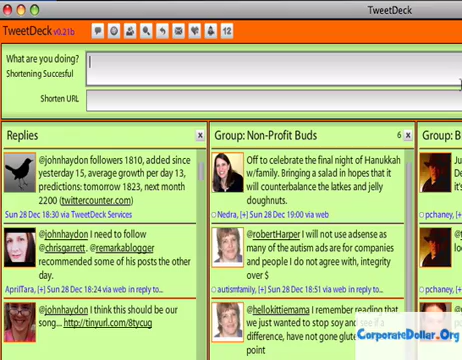 TweetDeck
TweetDeck v0.21b
12
What are you doing?
Shortening Succesful
Shorten URL
Replies
x
@johnhaydon followers 1810, added since
yesterday 15, average growth per day 13,
predictions: tomorrow 1823, next month
2200 (twittercounter.com)
Sun 28 Dec 18:30 via TweetDeck Services
@johnhaydon I need to follow
@chrisgarrett. @remarkablogger
recommended some of his posts the other
day.
AprilTara, [+] Sun 28 Dec 18:24 via web in reply to...
@johnhaydon I think this should be our
song... http://tinyurl.com/8tycug
Group: Non-Profit Buds
6 x
Off to celebrate the final night of Hanukkah
w/family. Bringing a salad in hopes that it
will counterbalance the latkes and jelly
doughnuts.
Nedra, [+] Sun 28 Dec 19:00 via web
@robertHarper I will not use adsense as
many of the autism ads are for companies
and people I do not agree with, integrity
over $
autismfamily, [+] Sun 28 Dec 18:51 via web in reply to...
@hellokittiemama I remember reading that
we just wanted to stop soy and see if a
difference, have not gone glute
point
Group: B
pchaney, [+]
pchaney, [+]
CorporateDollar.Org